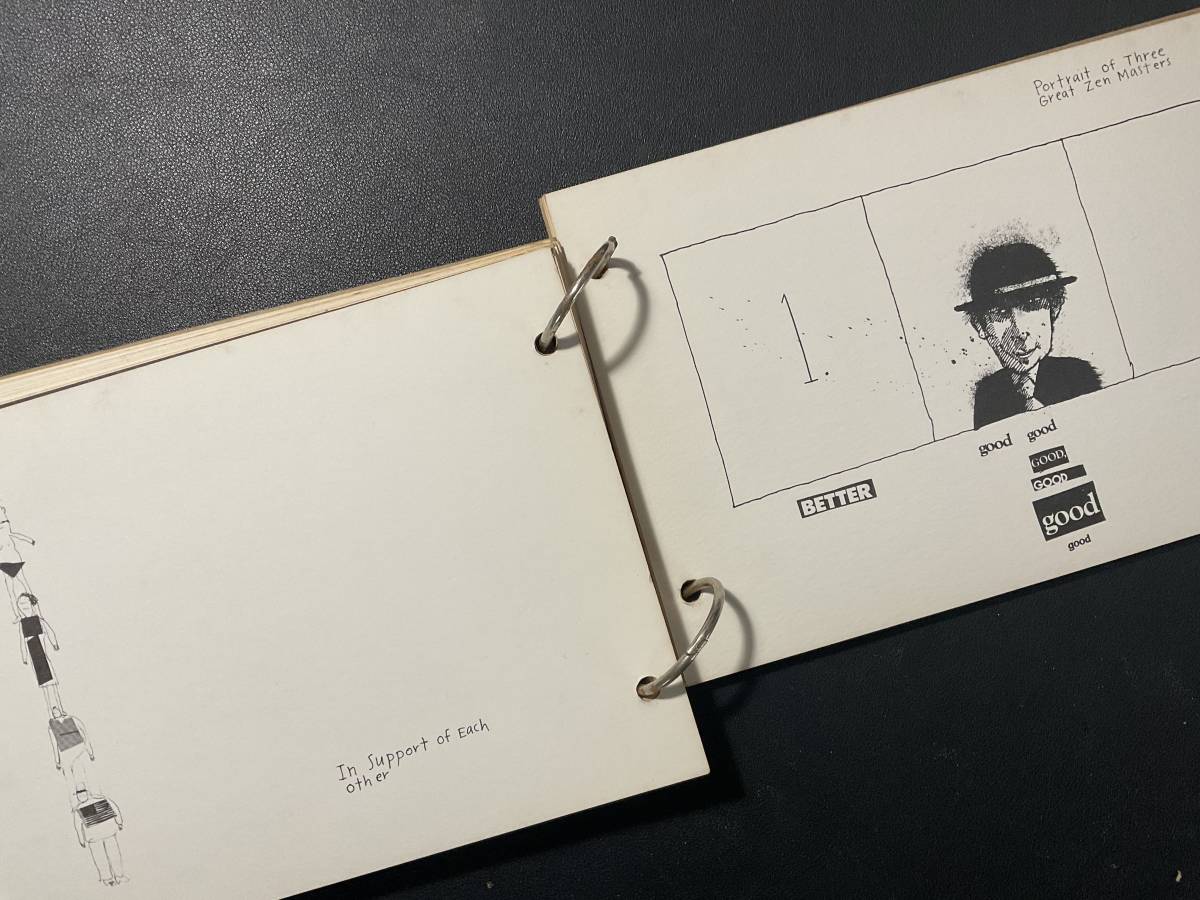 In Support of Each
other
Portrait of Three
Great Zen Masters
1.
BETTER
good good
GOOD,
GOOD
good
good